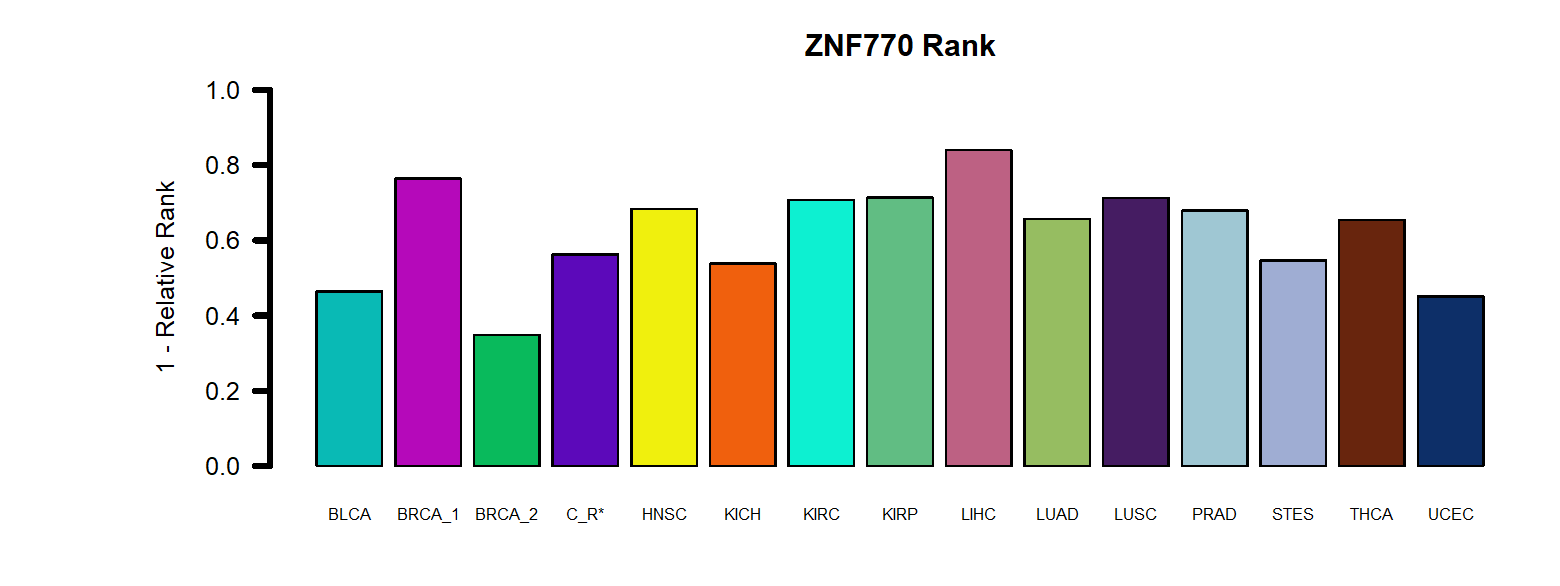 ZNF770 Rank
1 - Relative Rank
1.0
0.8
0.6
0.4
0.2
0.0
BLCA BRCA_1 BRCA_2 C_R* HNSC KICH KIRC KIRP LIHC LUAD LUSC PRAD STES THCA UCEC